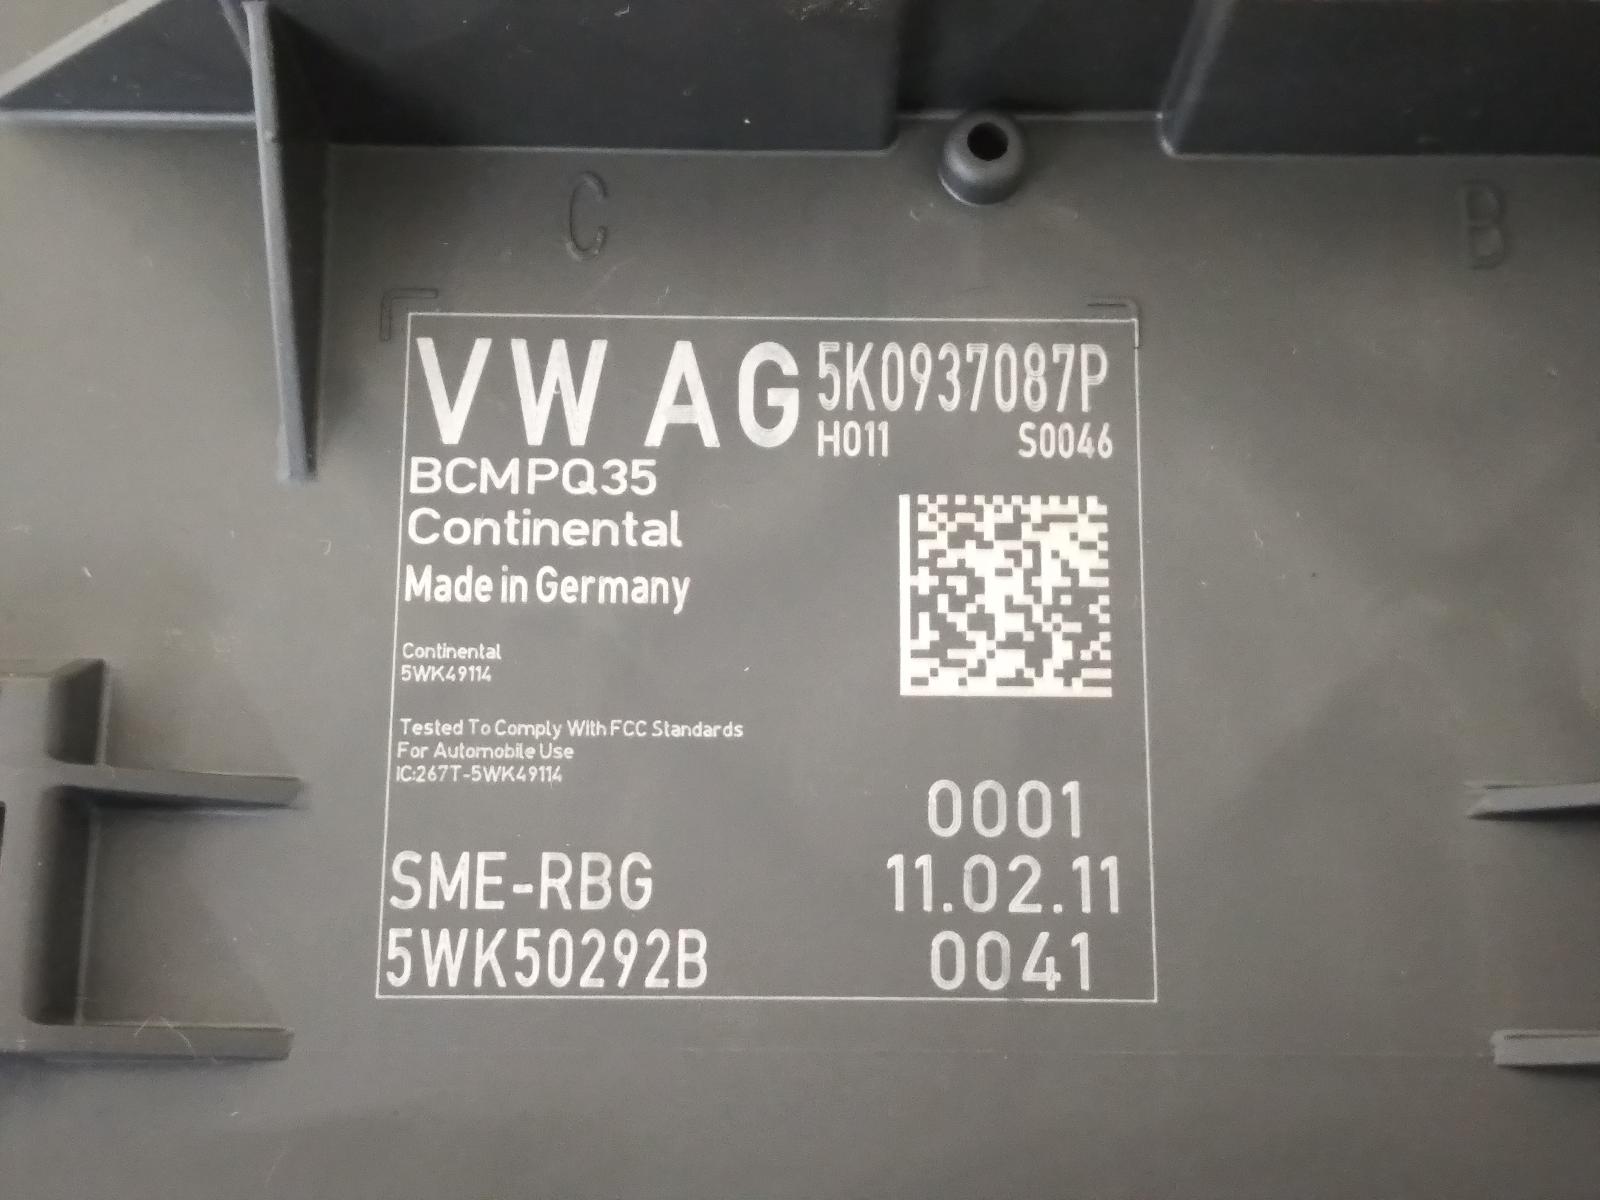 C
B
VW AG 5K0937087P
H011 S0046
BCMPQ35
Continental
Made in Germany
Continental
5WK49114
Tested To Comply With FCC Standards
For Automobile Use
IC:267T-5WK49114
0001
SME-RBG 11.02.11
5WK50292B 0041